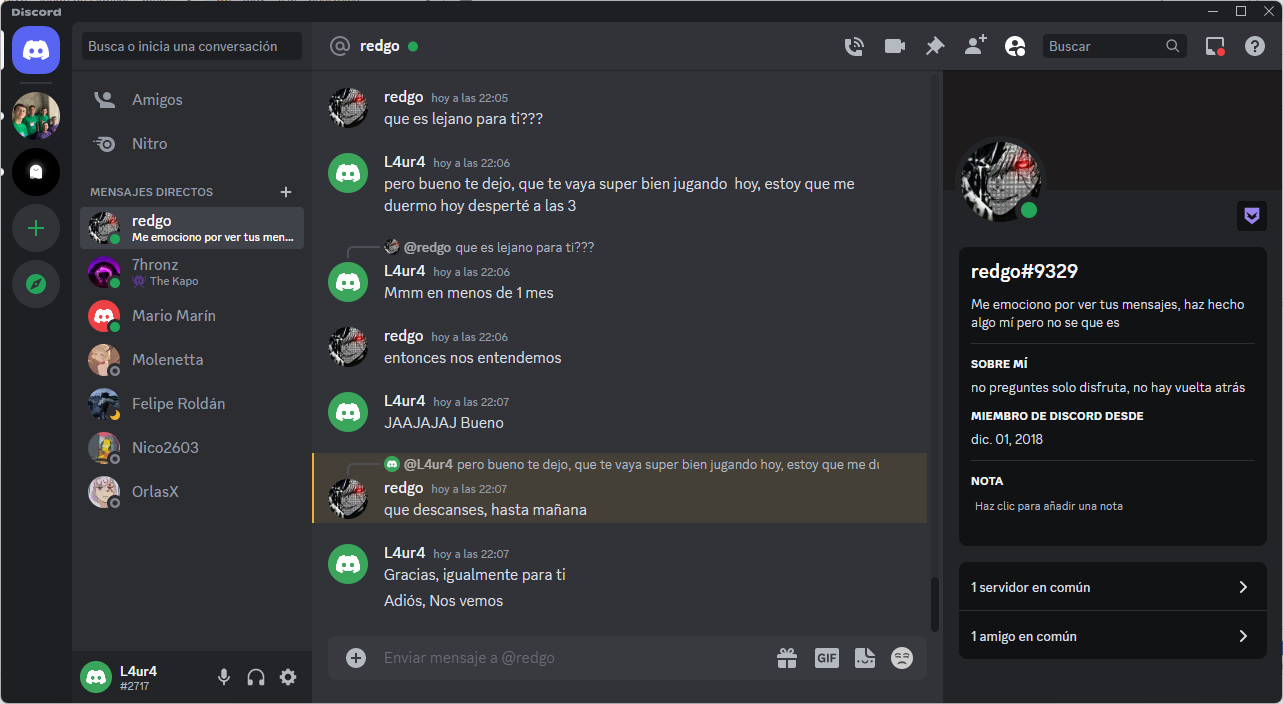 Discord
Busca o inicia una conversación
Amigos
Nitro
MENSAJES DIRECTOS
redgo
Me emociono por ver tus men...
7hronz
The Kapo
Mario Marín
Molenetta
Felipe Roldán
Nico2603
OrlasX
L4ur4
#2717
redgo
Buscar
redgo hoy a las 22:05
que es lejano para ti???
L4ur4 hoy a las 22:06
pero bueno te dejo, que te vaya super bien jugando hoy, estoy que me
duermo hoy desperté a las 3
@redgo que es lejano para ti???
L4ur4 hoy a las 22:06
Mmm en menos de 1 mes
redgo hoy a las 22:06
entonces nos entendemos
L4ur4 hoy a las 22:07
JAAJAJAJ Bueno
@L4ur4 pero bueno te dejo, que te vaya super bien jugando hoy, estoy que me du
redgo hoy a las 22:07
que descanses, hasta mañana
L4ur4 hoy a las 22:07
Gracias, igualmente para ti
Adiós, Nos vemos
Enviar mensaje a @redgo
GIF
redgo#9329
Me emociono por ver tus mensajes, haz hecho
algo mí pero no se que es
SOBRE MÍ
no preguntes solo disfruta, no hay vuelta atrás
MIEMBRO DE DISCORD DESDE
dic. 01, 2018
NOTA
Haz clic para añadir una nota
1 servidor en común
1 amigo en común